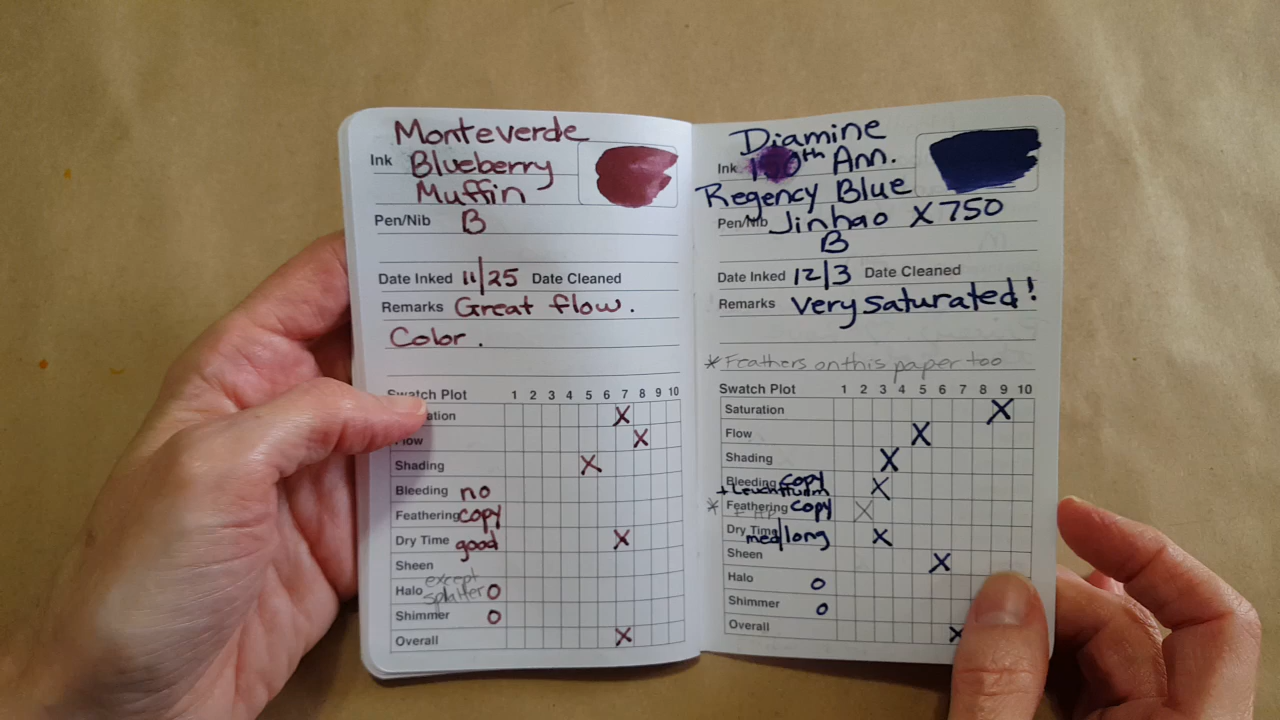 Monteverde
Ink Blueberry
Muffin
Pen/Nib B
Date Inked 11/25 Date Cleaned
Remarks Great flow.
Color.
Swatch Plot 1 2 3 4 5 6 7 8 9 10
ation X
Flow X
Shading X
Bleeding no
Feathering copy
Dry Time good X
Sheen
except
Halo splatter 0
Shimmer 0
Overall X
Diamine
Ink th Ann.
Regency Blue
Pen/Nib Jinhao X750
B
Date Inked 12/3 Date Cleaned
Remarks Very saturated!
* Feathers on this paper too
Swatch Plot 1 2 3 4 5 6 7 8 9 10
Saturation X
Flow X
Shading X
Bleeding copy X
+ Leuchtturm
* Feathering copy X
Dry Time med/long X
Sheen X
Halo 0
Shimmer 0
Overall X